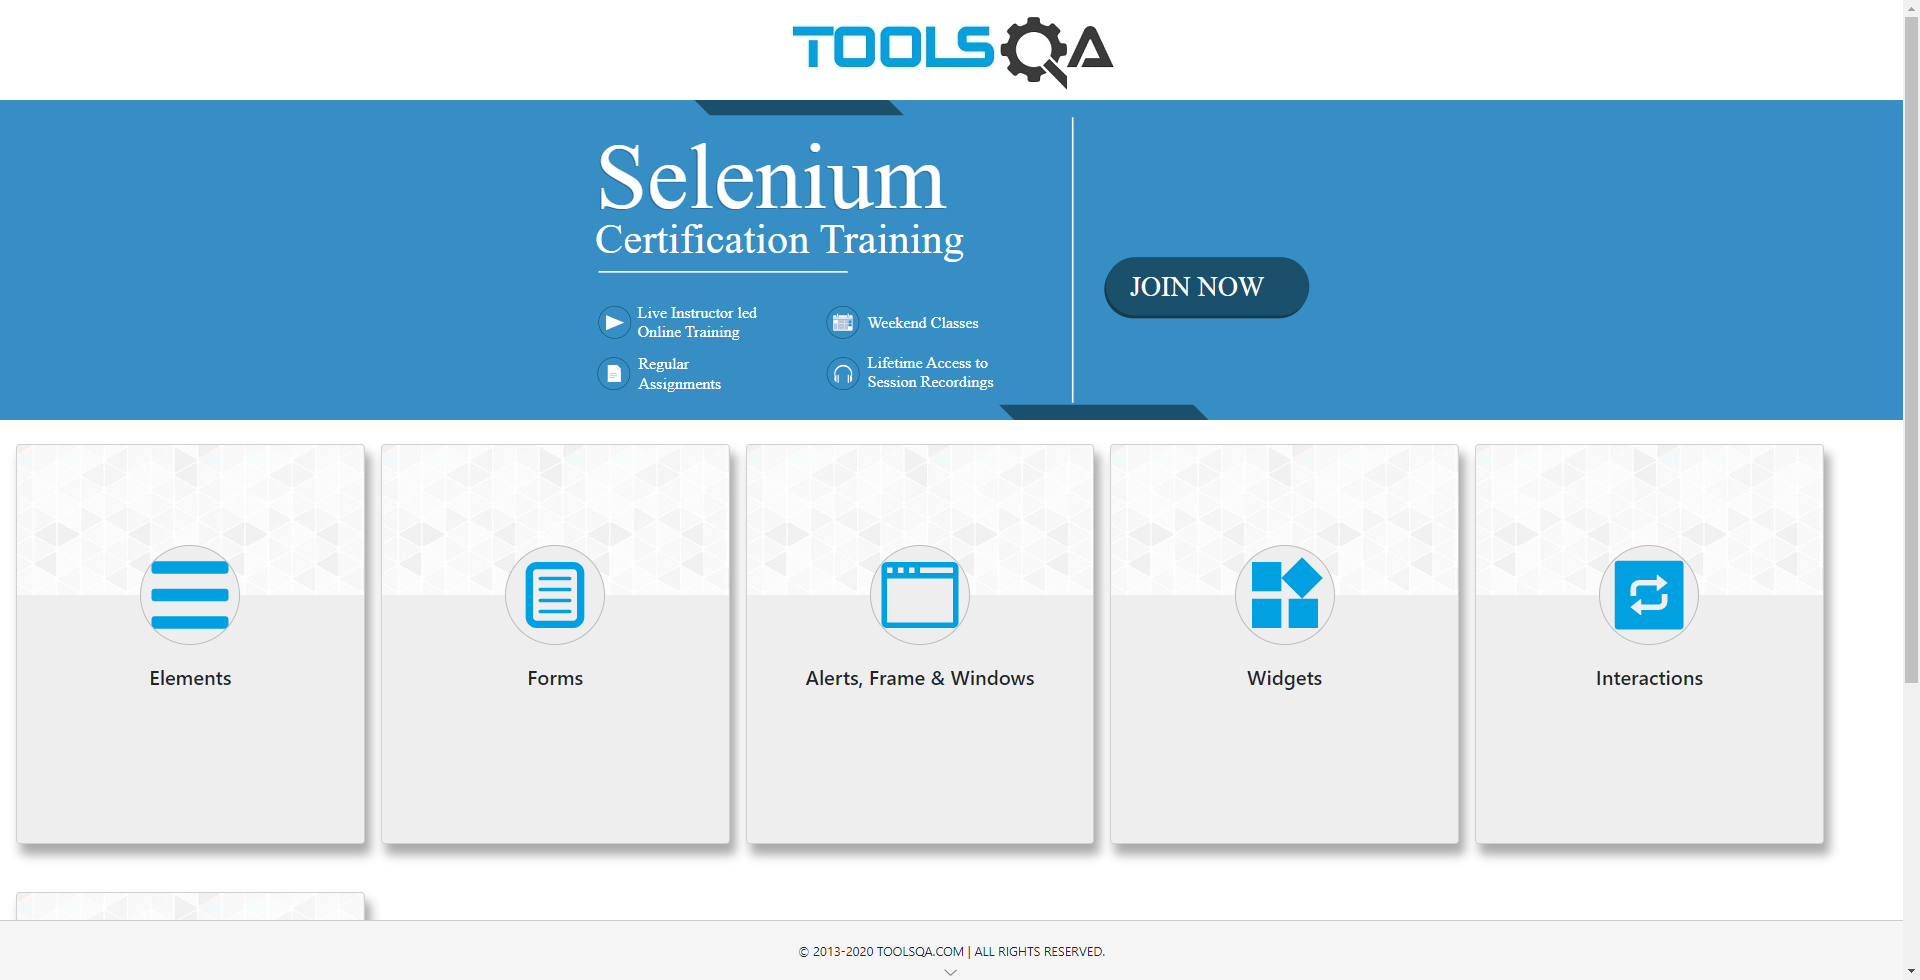 TOOLSQA
Selenium
Certification Training
JOIN NOW
Live Instructor led
Online Training
Weekend Classes
Regular
Assignments
Lifetime Access to
Session Recordings
Elements
Forms
Alerts, Frame & Windows
Widgets
Interactions
© 2013-2020 TOOLSQA.COM | ALL RIGHTS RESERVED.